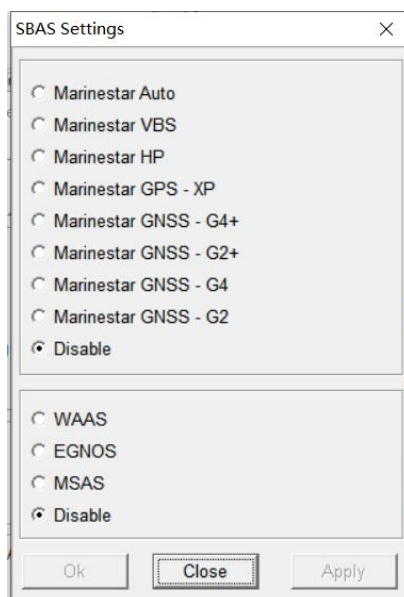 SBAS Settings
Marinestar Auto
Marinestar VBS
Marinestar HP
Marinestar GPS - XP
Marinestar GNSS - G4+
Marinestar GNSS - G2+
Marinestar GNSS - G4
Marinestar GNSS - G2
Disable
WAAS
EGNOS
MSAS
Disable
Ok Close Apply